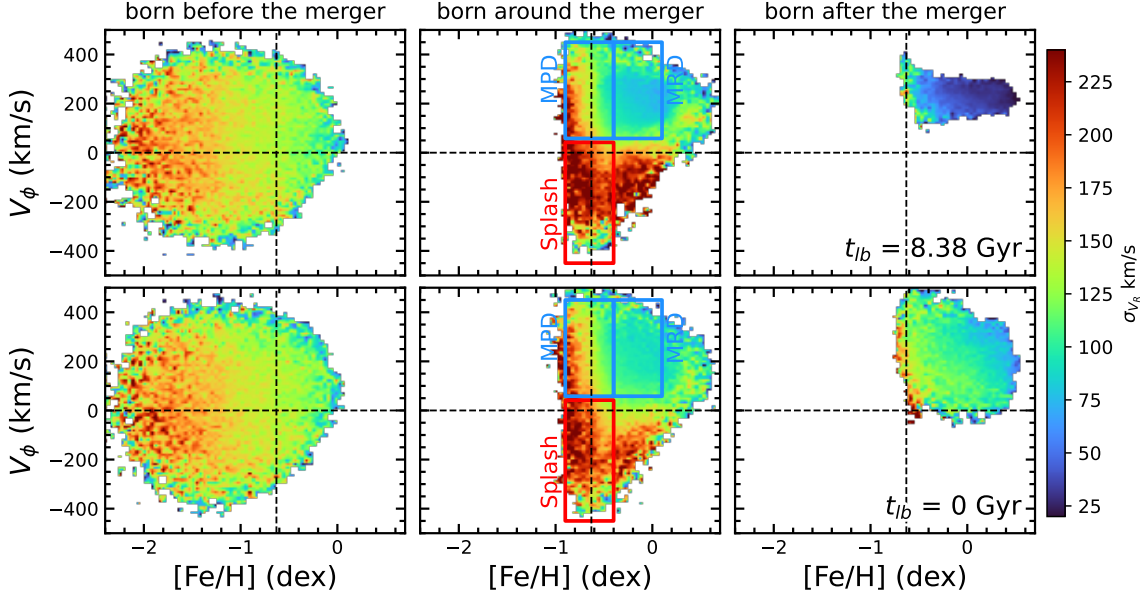 born before the merger
born around the merger
born after the merger
400
200
0
−200
−400
V_ϕ (km/s)
MPD
MRD
Splash
t_lb = 8.38 Gyr
400
200
0
−200
−400
V_ϕ (km/s)
MPD
MRD
Splash
t_lb = 0 Gyr
−2 −1 0
−2 −1 0
−2 −1 0
[Fe/H] (dex)
[Fe/H] (dex)
[Fe/H] (dex)
225
200
175
150
125
100
75
50
25
σ_{V_R} km/s